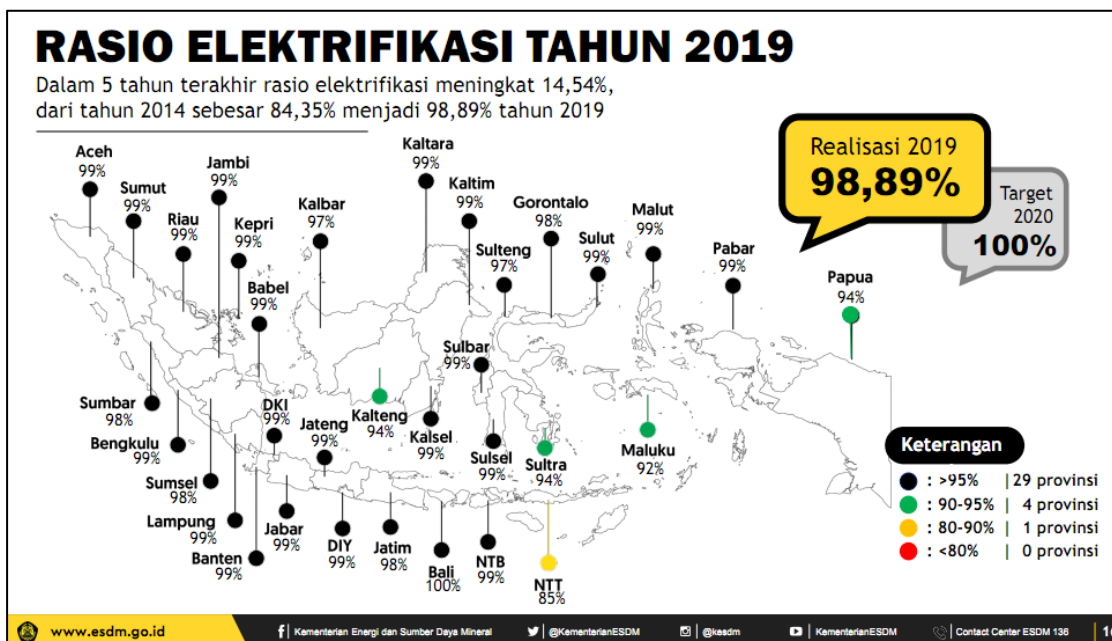 RASIO ELEKTRIFIKASI TAHUN 2019
Dalam 5 tahun terakhir rasio elektrifikasi meningkat 14,54%,
dari tahun 2014 sebesar 84,35% menjadi 98,89% tahun 2019
Realisasi 2019
98,89%
Target
2020
100%
Aceh
99%
Sumut
99%
Riau
99%
Jambi
99%
Kepri
99%
Babel
99%
Kalbar
97%
Kaltara
99%
Kaltim
99%
Sulteng
97%
Gorontalo
98%
Sulut
99%
Malut
99%
Pabar
99%
Papua
94%
Sulbar
99%
Sumbar
98%
Bengkulu
99%
Sumsel
98%
Lampung
99%
Banten
99%
DKI
99%
Jabar
99%
Jateng
99%
DIY
99%
Jatim
98%
Kalteng
94%
Kalsel
99%
Bali
100%
Sulsel
99%
NTB
99%
Sultra
94%
NTT
85%
Maluku
92%
Keterangan
: >95% | 29 provinsi
: 90-95% | 4 provinsi
: 80-90% | 1 provinsi
: <80% | 0 provinsi
www.esdm.go.id
Kementerian Energi dan Sumber Daya Mineral
@KementerianESDM
@kesdm
KementerianESDM
Contact Center ESDM 136